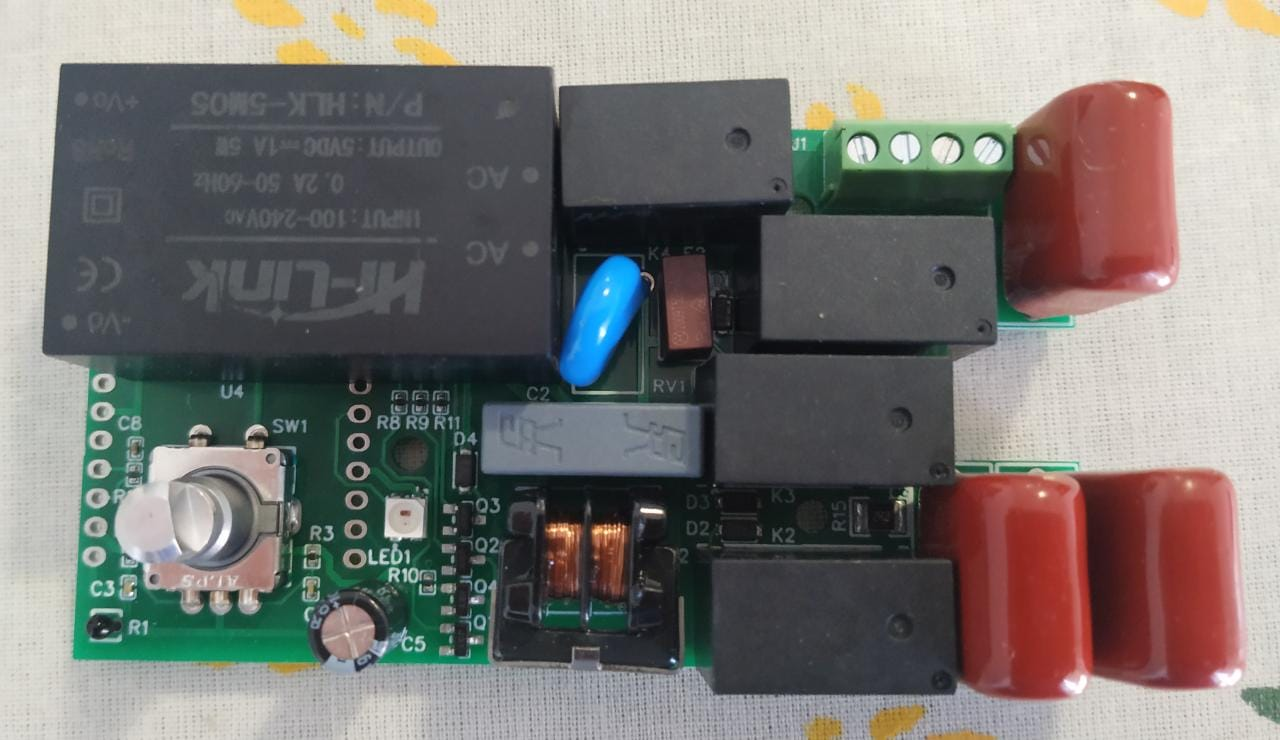 Hi-Link
INPUT:100-240VAC
0.2A 50-60Hz
OUTPUT:5VDC⎓1A 5W
P/N:HLK-5M05
AC
AC
-Vo
+Vo
CE
J1
K4
RV1
U4
C2
C8
SW1
R8 R9 R11
D4
Q3
Q2
Q4
D3
K3
D2
K2
R15
LED1
R3
R10
ALPS
C3
R1
C5